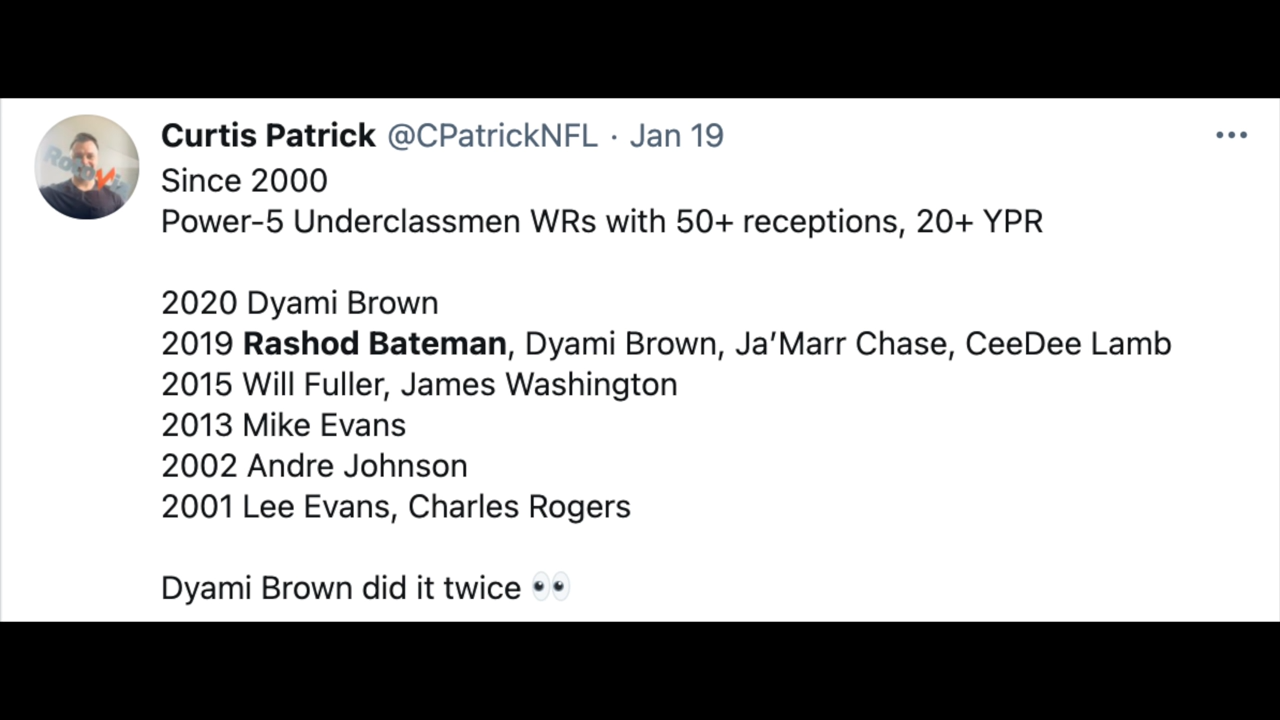 Curtis Patrick @CPatrickNFL · Jan 19
Since 2000
Power-5 Underclassmen WRs with 50+ receptions, 20+ YPR
2020 Dyami Brown
2019 Rashod Bateman, Dyami Brown, Ja’Marr Chase, CeeDee Lamb
2015 Will Fuller, James Washington
2013 Mike Evans
2002 Andre Johnson
2001 Lee Evans, Charles Rogers
Dyami Brown did it twice 👀